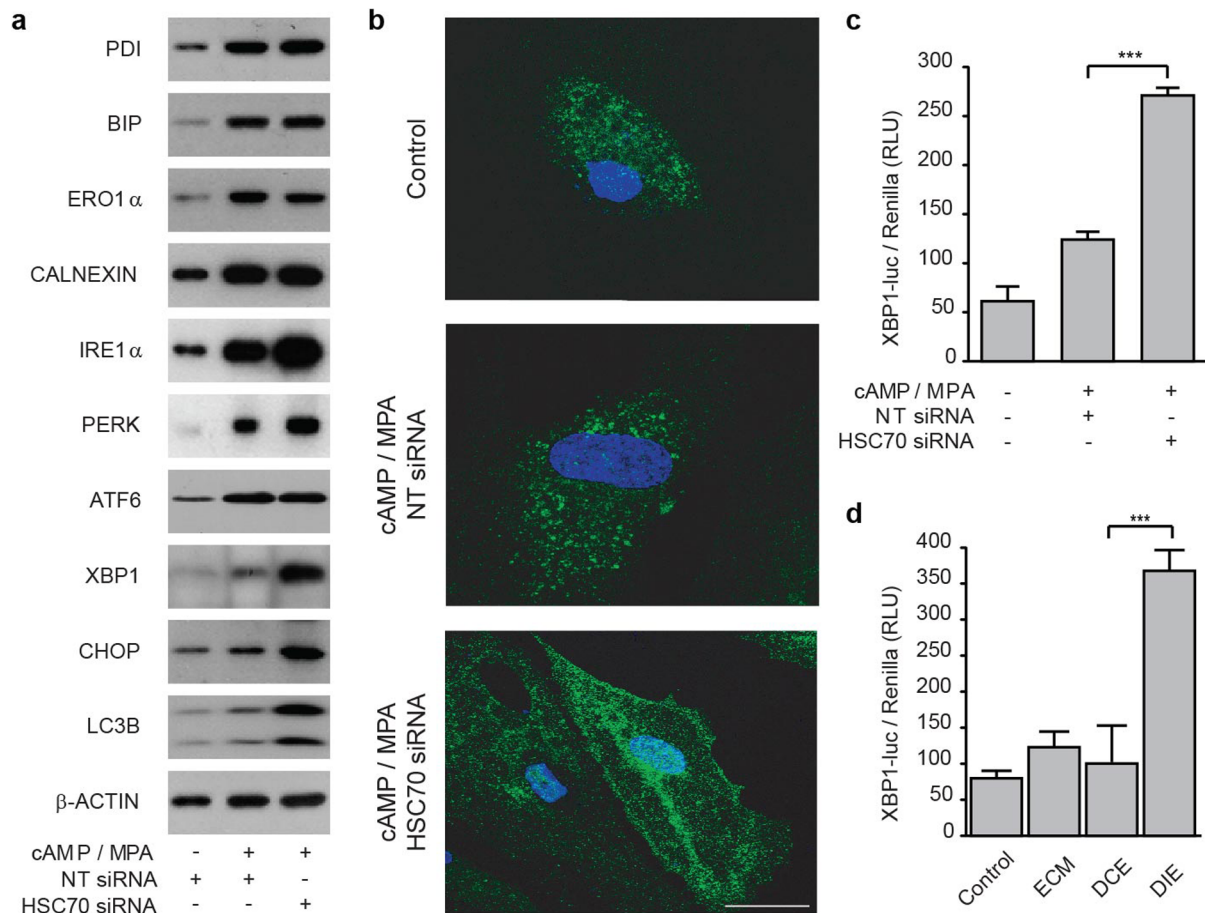 a
PDI
BIP
ERO1α
CALNEXIN
IRE1α
PERK
ATF6
XBP1
CHOP
LC3B
β-ACTIN
cAMP / MPA - + +
NT siRNA + + -
HSC70 siRNA - - +
b
Control
cAMP / MPA
NT siRNA
cAMP / MPA
HSC70 siRNA
c
XBP1-luc / Renilla (RLU)
300
250
200
150
100
50
0
***
cAMP / MPA - + +
NT siRNA - + -
HSC70 siRNA - - +
d
XBP1-luc / Renilla (RLU)
400
350
400
200
150
100
50
0
***
Control
ECM
DCE
DIE